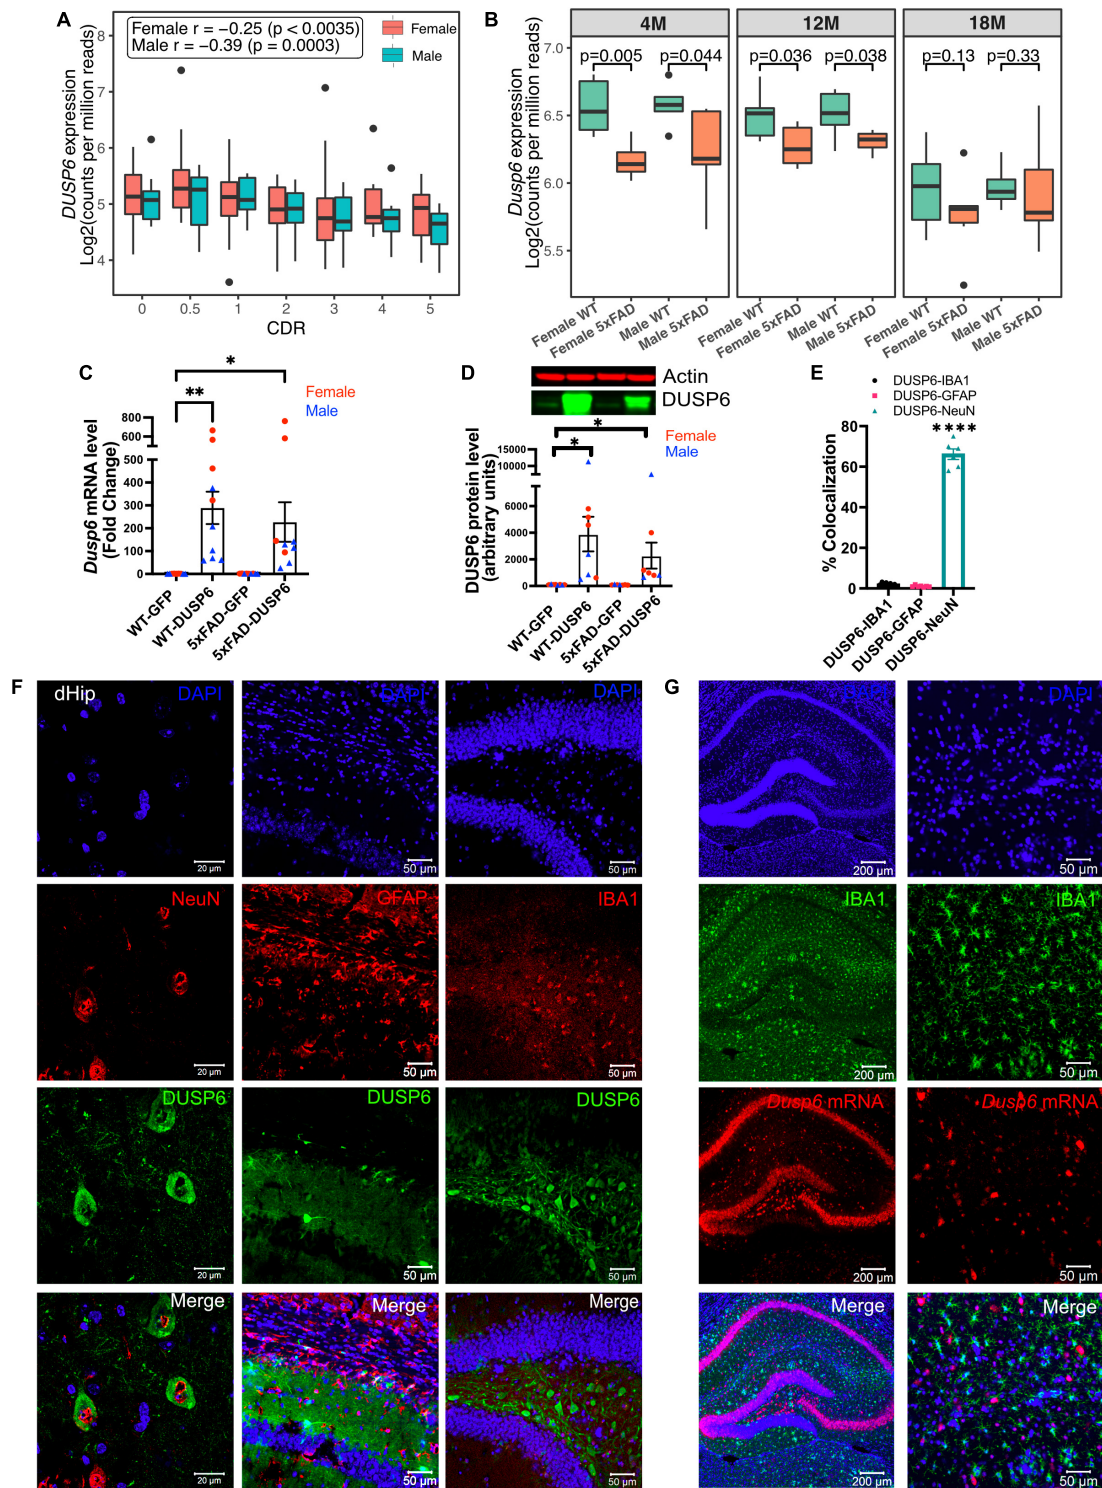 A
Female r = −0.25 (p < 0.0035)
Male r = −0.39 (p = 0.0003)
Female
Male
DUSP6 expression
Log2(counts per million reads)
8
7
6
5
4
0
0.5
1
2
3
4
5
CDR
B
4M
12M
18M
p=0.005
p=0.044
p=0.036
p=0.038
p=0.13
p=0.33
Dusp6 expression
Log2(counts per million reads)
7.0
6.5
6.0
5.5
Female WT
Female 5xFAD
Male WT
Male 5xFAD
Female WT
Female 5xFAD
Male WT
Male 5xFAD
Female WT
Female 5xFAD
Male WT
Male 5xFAD
C
*
**
Female
Male
Dusp6 mRNA level
(Fold Change)
800
600
400
500
400
300
200
100
0
WT-GFP
WT-DUSP6
5xFAD-GFP
5xFAD-DUSP6
D
Actin
DUSP6
*
*
Female
Male
DUSP6 protein level
(arbitrary units)
15000
10000
6000
4000
2000
0
WT-GFP
WT-DUSP6
5xFAD-GFP
5xFAD-DUSP6
E
DUSP6-IBA1
DUSP6-GFAP
DUSP6-NeuN
****
% Colocalization
80
60
40
20
0
DUSP6-IBA1
DUSP6-GFAP
DUSP6-NeuN
F
dHip
DAPI
20 µm
DAPI
50 µm
DAPI
50 µm
NeuN
20 µm
GFAP
50 µm
IBA1
50 µm
DUSP6
20 µm
DUSP6
50 µm
DUSP6
50 µm
Merge
20 µm
Merge
50 µm
Merge
50 µm
G
200 µm
DAPI
50 µm
IBA1
200 µm
IBA1
50 µm
Dusp6 mRNA
200 µm
Dusp6 mRNA
50 µm
Merge
200 µm
Merge
50 µm